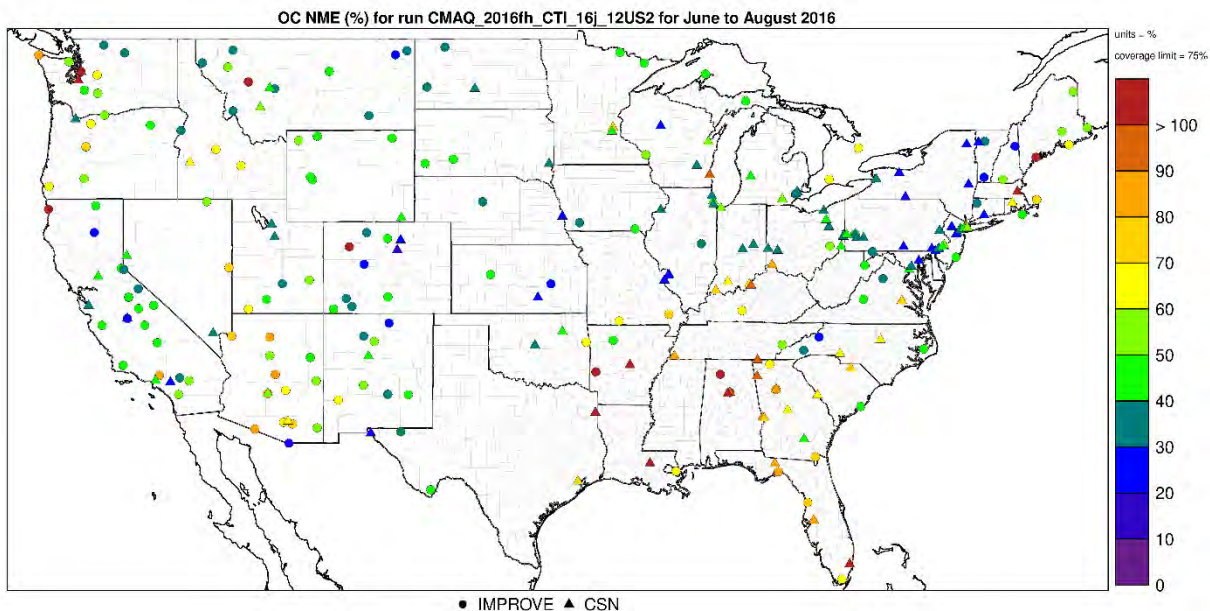 OC NME (%) for run CMAQ_2016fh_CTI_16j_12US2 for June to August 2016
units = %
coverage limit = 75%
> 100
90
80
70
60
50
40
30
20
10
0
● IMPROVE ▲ CSN